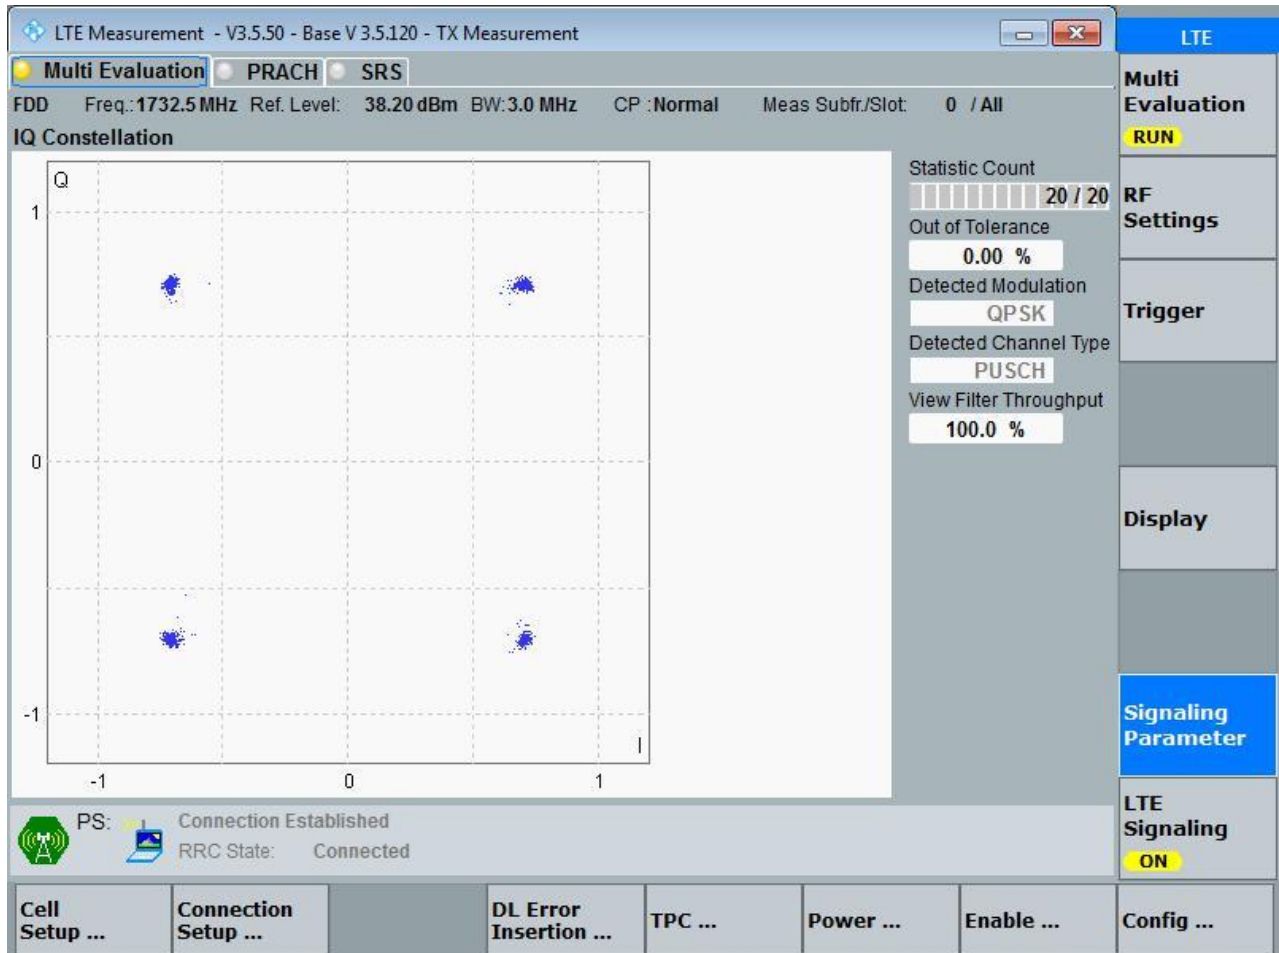 LTE Measurement - V3.5.50 - Base V 3.5.120 - TX Measurement
LTE
Multi Evaluation PRACH SRS
Multi
Evaluation
RUN
FDD Freq.: 1732.5 MHz Ref. Level: 38.20 dBm BW: 3.0 MHz CP : Normal Meas Subfr./Slot: 0 / All
IQ Constellation
Q
1
0
-1
I
-1 0 1
Statistic Count
20 / 20
Out of Tolerance
0.00 %
Detected Modulation
QPSK
Detected Channel Type
PUSCH
View Filter Throughput
100.0 %
RF
Settings
Trigger
Display
Signaling
Parameter
LTE
Signaling
ON
PS: Connection Established
RRC State: Connected
Cell
Setup ...
Connection
Setup ...
DL Error
Insertion ...
TPC ...
Power ...
Enable ...
Config ...